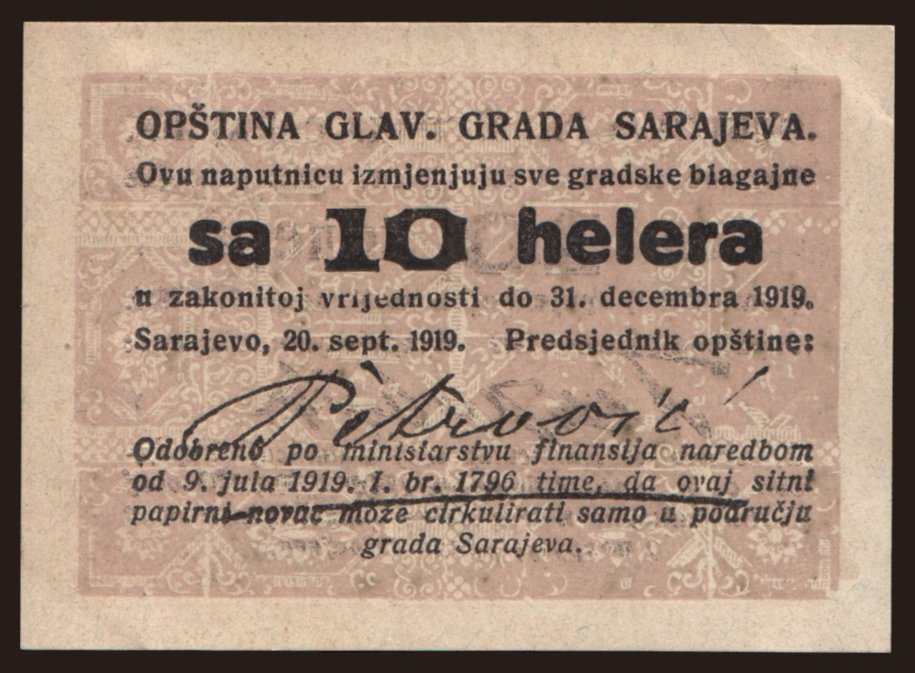 OPŠTINA GLAV. GRADA SARAJEVA.
Ovu naputnicu izmjenjuju sve gradske blagajne
sa 10 helera
u zakonitoj vrijednosti do 31. decembra 1919.
Sarajevo, 20. sept. 1919. Predsjednik opštine:
Petrović
Odobreno po ministarstvu finansija naredbom
od 9. jula 1919. I. br. 1796 time, da ovaj sitni
papirni novac može cirkulirati samo u području
grada Sarajeva.